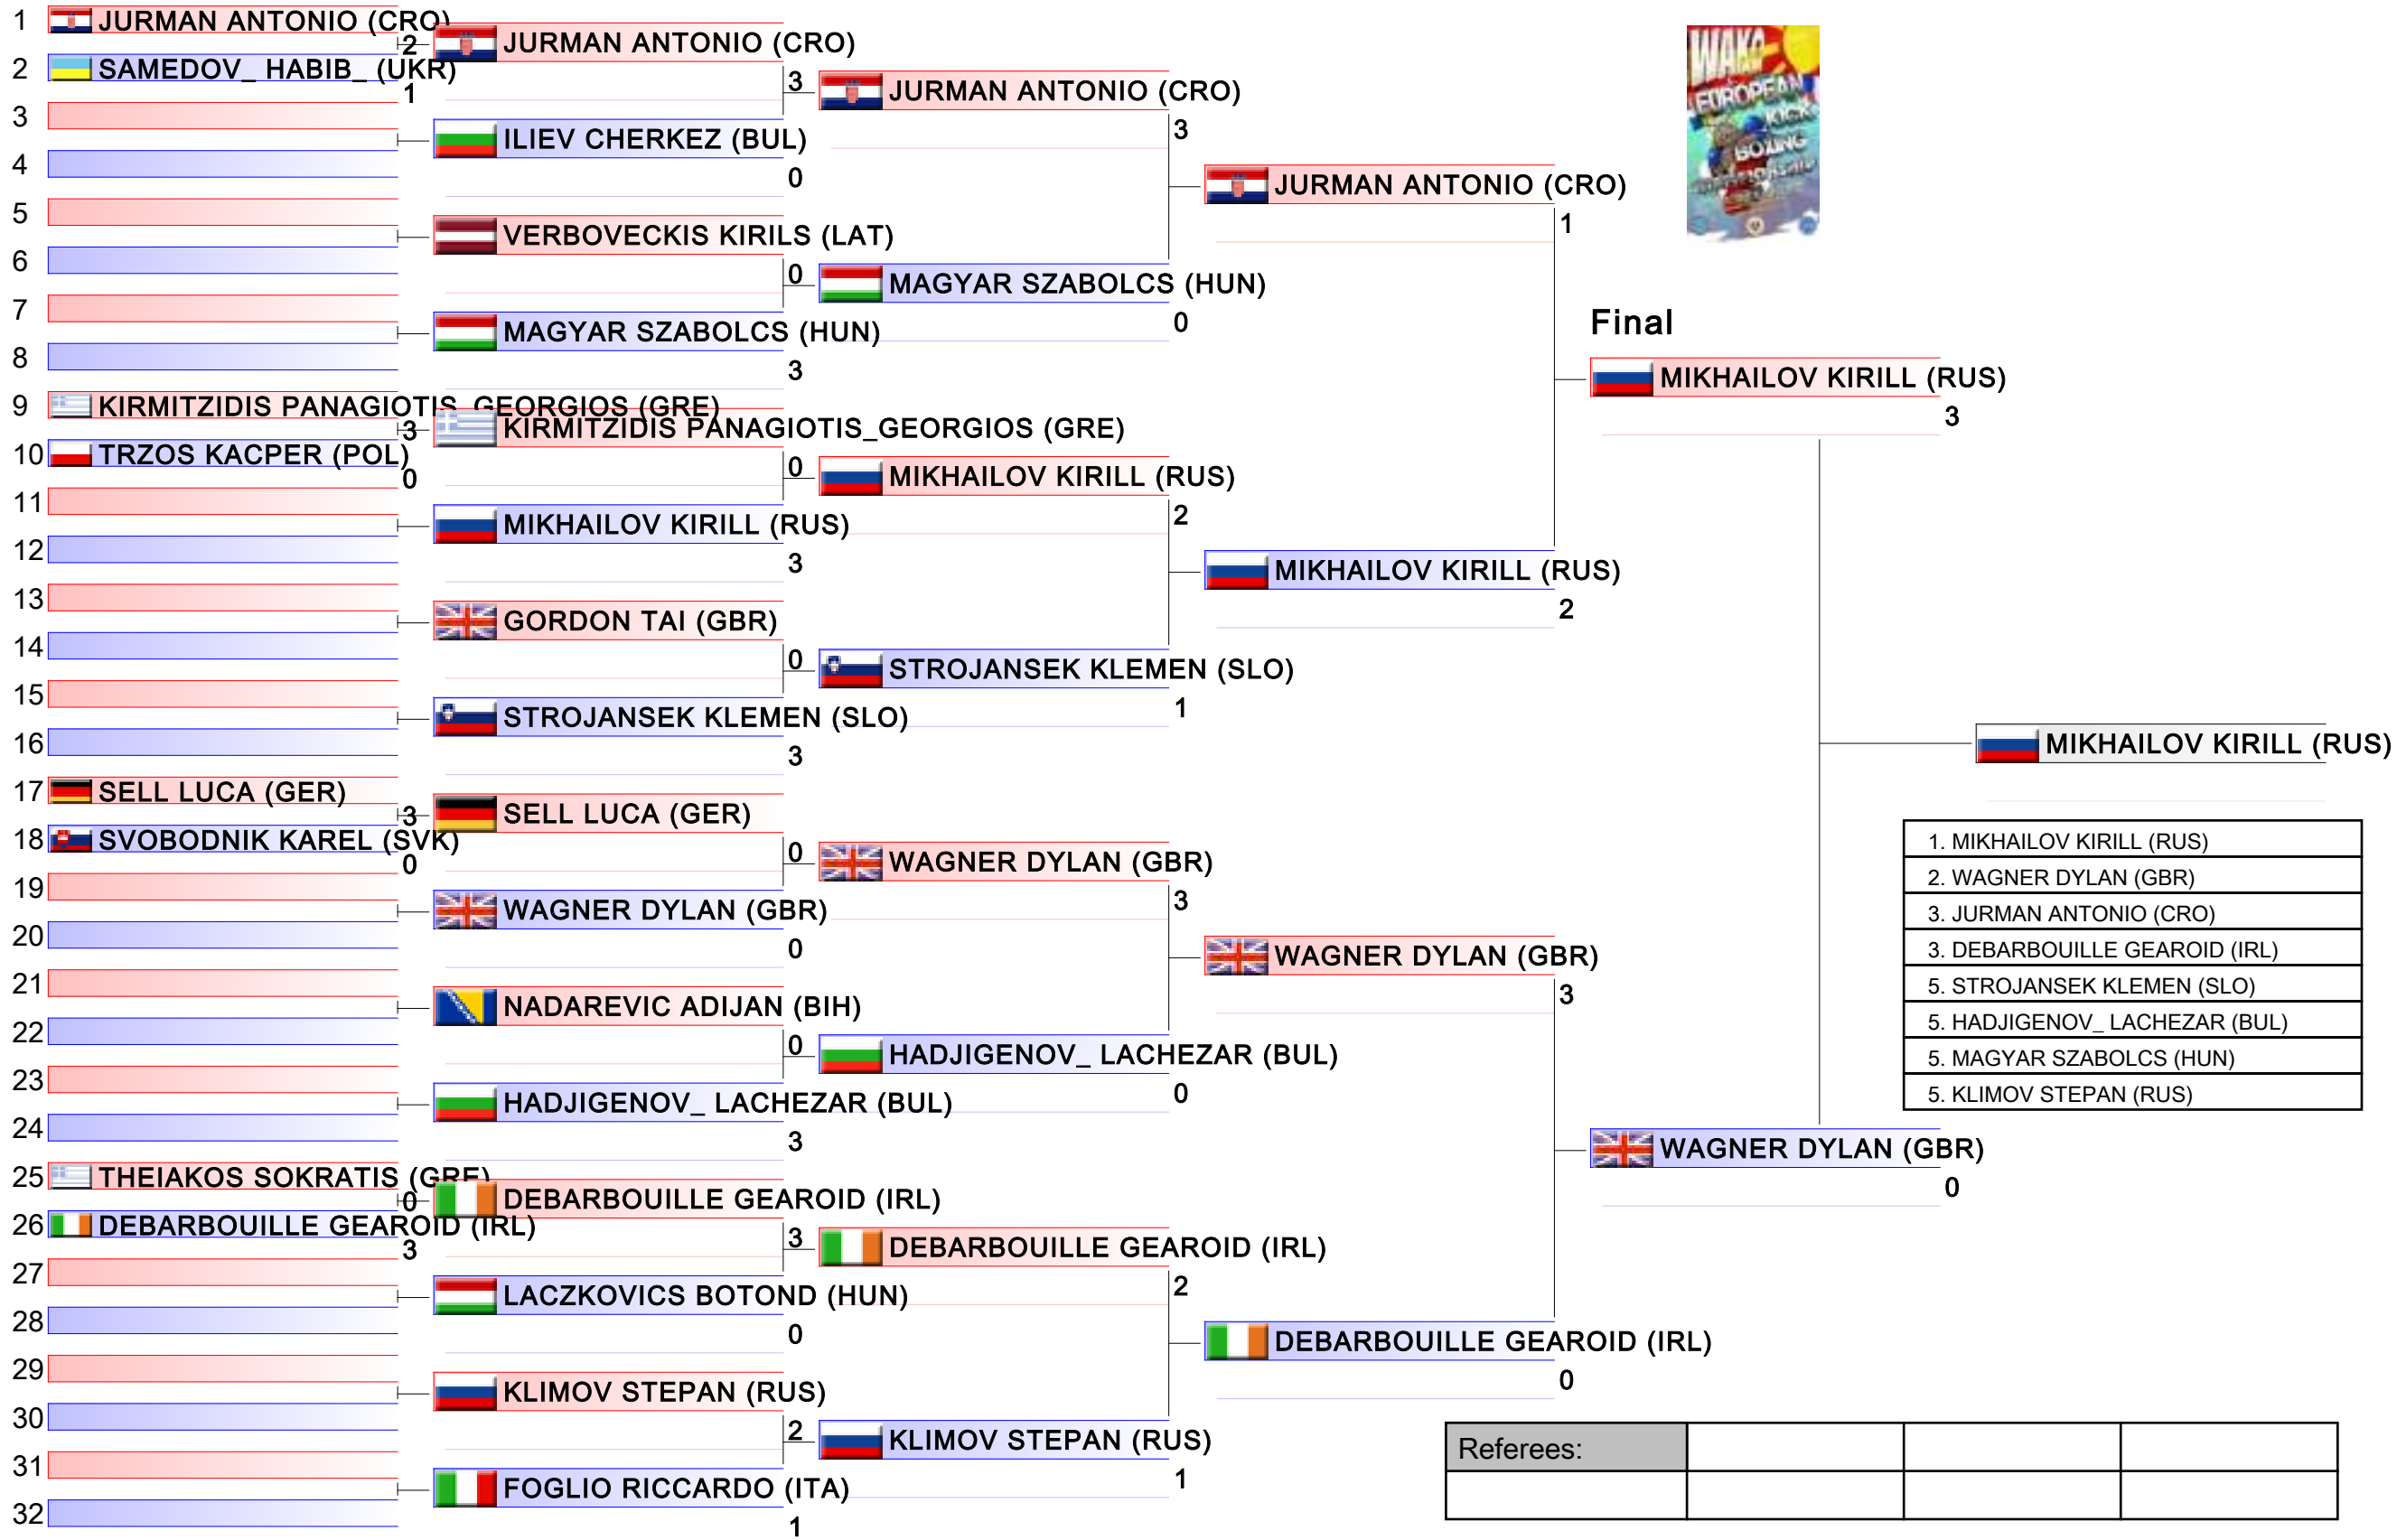 1 JURMAN ANTONIO (CRO)
2
2 SAMEDOV_ HABIB_ (UKR)
1
3
4
5
6
7
8
9 KIRMITZIDIS PANAGIOTIS_GEORGIOS (GRE)
3
10 TRZOS KACPER (POL)
0
11
12
13
14
15
16
17 SELL LUCA (GER)
3
18 SVOBODNIK KAREL (SVK)
0
19
20
21
22
23
24
25 THEIAKOS SOKRATIS (GRE)
0
26 DEBARBOUILLE GEAROID (IRL)
3
27
28
29
30
31
32
JURMAN ANTONIO (CRO)
3
ILIEV CHERKEZ (BUL)
0
VERBOVECKIS KIRILS (LAT)
0
MAGYAR SZABOLCS (HUN)
3
KIRMITZIDIS PANAGIOTIS_GEORGIOS (GRE)
0
MIKHAILOV KIRILL (RUS)
3
GORDON TAI (GBR)
0
STROJANSEK KLEMEN (SLO)
3
SELL LUCA (GER)
0
WAGNER DYLAN (GBR)
0
NADAREVIC ADIJAN (BIH)
0
HADJIGENOV_ LACHEZAR (BUL)
3
DEBARBOUILLE GEAROID (IRL)
3
LACZKOVICS BOTOND (HUN)
0
KLIMOV STEPAN (RUS)
2
FOGLIO RICCARDO (ITA)
1
JURMAN ANTONIO (CRO)
3
MAGYAR SZABOLCS (HUN)
0
MIKHAILOV KIRILL (RUS)
2
STROJANSEK KLEMEN (SLO)
1
WAGNER DYLAN (GBR)
3
HADJIGENOV_ LACHEZAR (BUL)
0
DEBARBOUILLE GEAROID (IRL)
2
KLIMOV STEPAN (RUS)
1
JURMAN ANTONIO (CRO)
1
MIKHAILOV KIRILL (RUS)
2
WAGNER DYLAN (GBR)
3
DEBARBOUILLE GEAROID (IRL)
0
WAKO
EUROPEAN
KICK
BOXING
Final
MIKHAILOV KIRILL (RUS)
3
WAGNER DYLAN (GBR)
0
MIKHAILOV KIRILL (RUS)
1. MIKHAILOV KIRILL (RUS)
2. WAGNER DYLAN (GBR)
3. JURMAN ANTONIO (CRO)
3. DEBARBOUILLE GEAROID (IRL)
5. STROJANSEK KLEMEN (SLO)
5. HADJIGENOV_ LACHEZAR (BUL)
5. MAGYAR SZABOLCS (HUN)
5. KLIMOV STEPAN (RUS)
Referees: